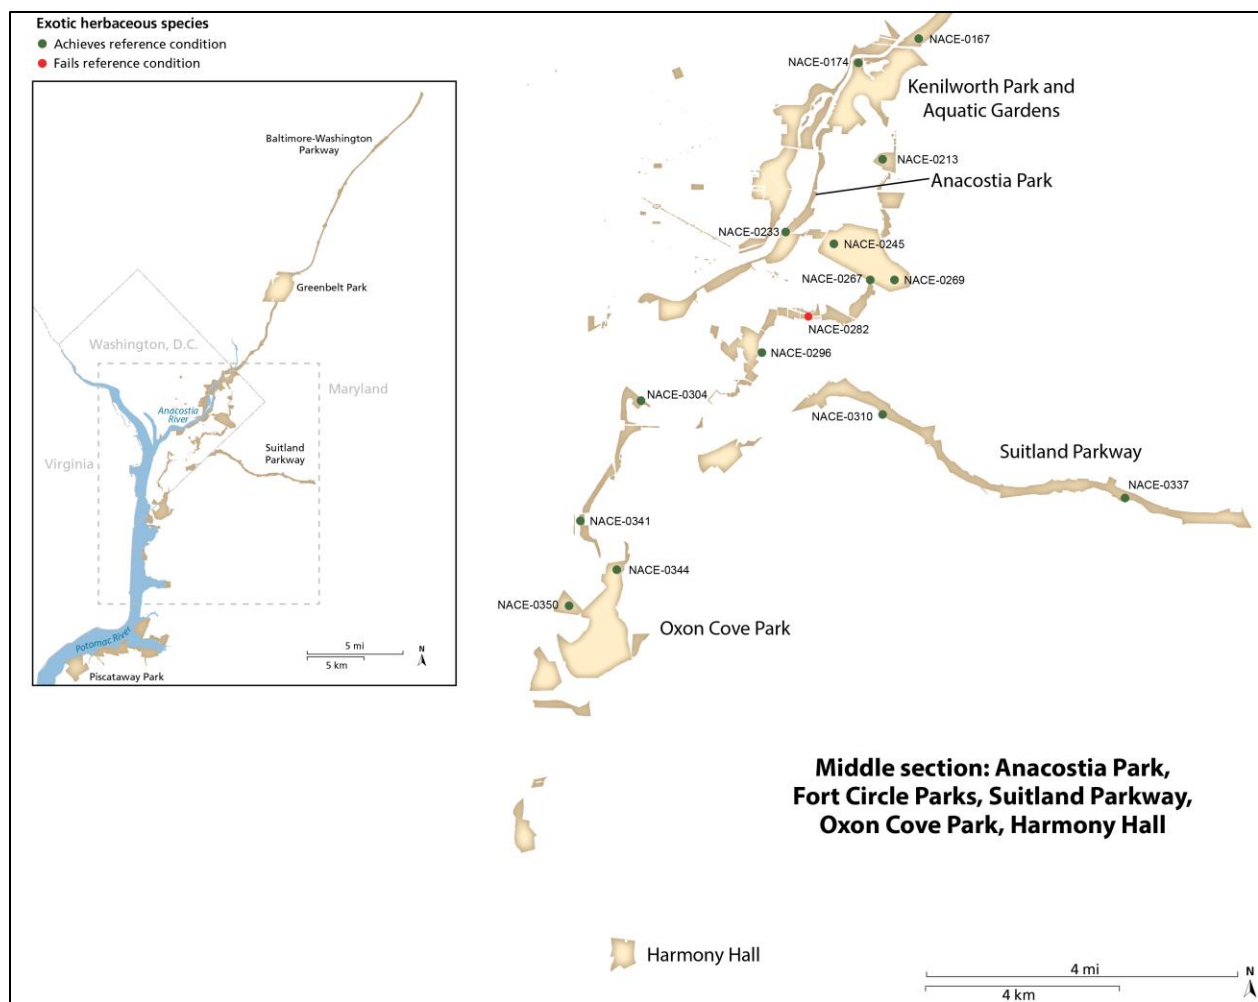 Exotic herbaceous species
Achieves reference condition
Fails reference condition
Baltimore-Washington
Parkway
Greenbelt Park
Washington, D.C.
Maryland
Anacostia
River
Virginia
Suitland
Parkway
Potomac River
Piscataway Park
5 mi
5 km
N
NACE-0167
NACE-0174
Kenilworth Park and
Aquatic Gardens
NACE-0213
Anacostia Park
NACE-0233
NACE-0245
NACE-0267
NACE-0269
NACE-0282
NACE-0296
NACE-0304
NACE-0310
Suitland Parkway
NACE-0337
NACE-0341
NACE-0344
NACE-0350
Oxon Cove Park
Middle section: Anacostia Park,
Fort Circle Parks, Suitland Parkway,
Oxon Cove Park, Harmony Hall
Harmony Hall
4 mi
4 km
N